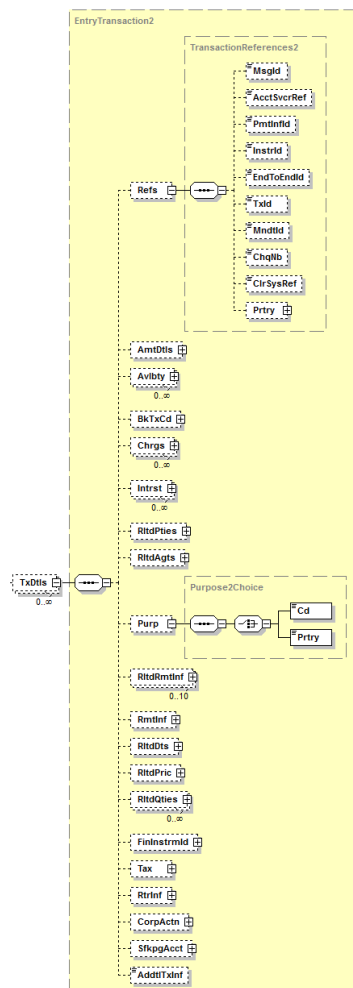 EntryTransaction2
TransactionReferences2
MsgId
AcctSvcrRef
PmtInfId
InstrId
EndToEndId
Refs
TxId
MndtId
ChqNb
ClrSysRef
Prtry
AmtDtls
Avlbty
0..∞
BkTxCd
Chrgs
0..∞
Intrst
0..∞
RltdPties
RltdAgts
TxDtls
0..∞
Purpose2Choice
Cd
Purp
Prtry
RltdRmtInf
0..10
RmtInf
RltdDts
RltdPric
RltdQties
0..∞
FinInstrmId
Tax
RtrInf
CorpActn
SfkpgAcct
AddtlTxInf